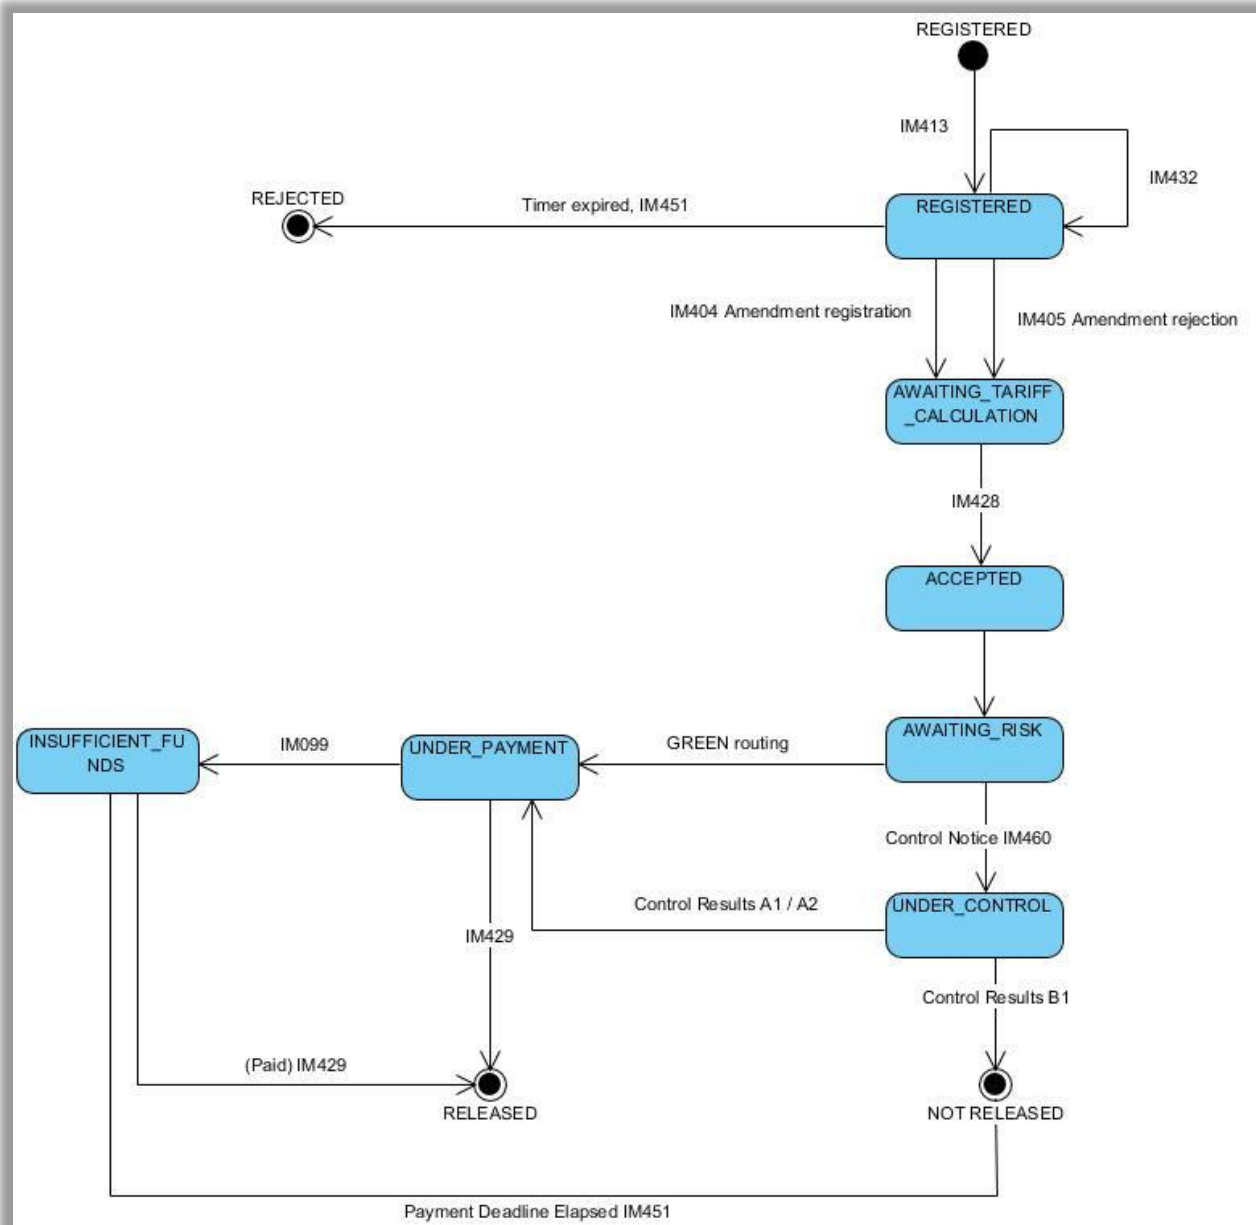 REGISTERED
IM413
IM432
REJECTED
Timer expired, IM451
REGISTERED
IM404 Amendment registration
IM405 Amendment rejection
AWAITING_TARIFF
_CALCULATION
IM428
ACCEPTED
INSUFFICIENT_FU
NDS
IM099
UNDER_PAYMENT
GREEN routing
AWAITING_RISK
Control Notice IM460
Control Results A1 / A2
UNDER_CONTROL
IM429
Control Results B1
(Paid) IM429
RELEASED
NOT RELEASED
Payment Deadline Elapsed IM451